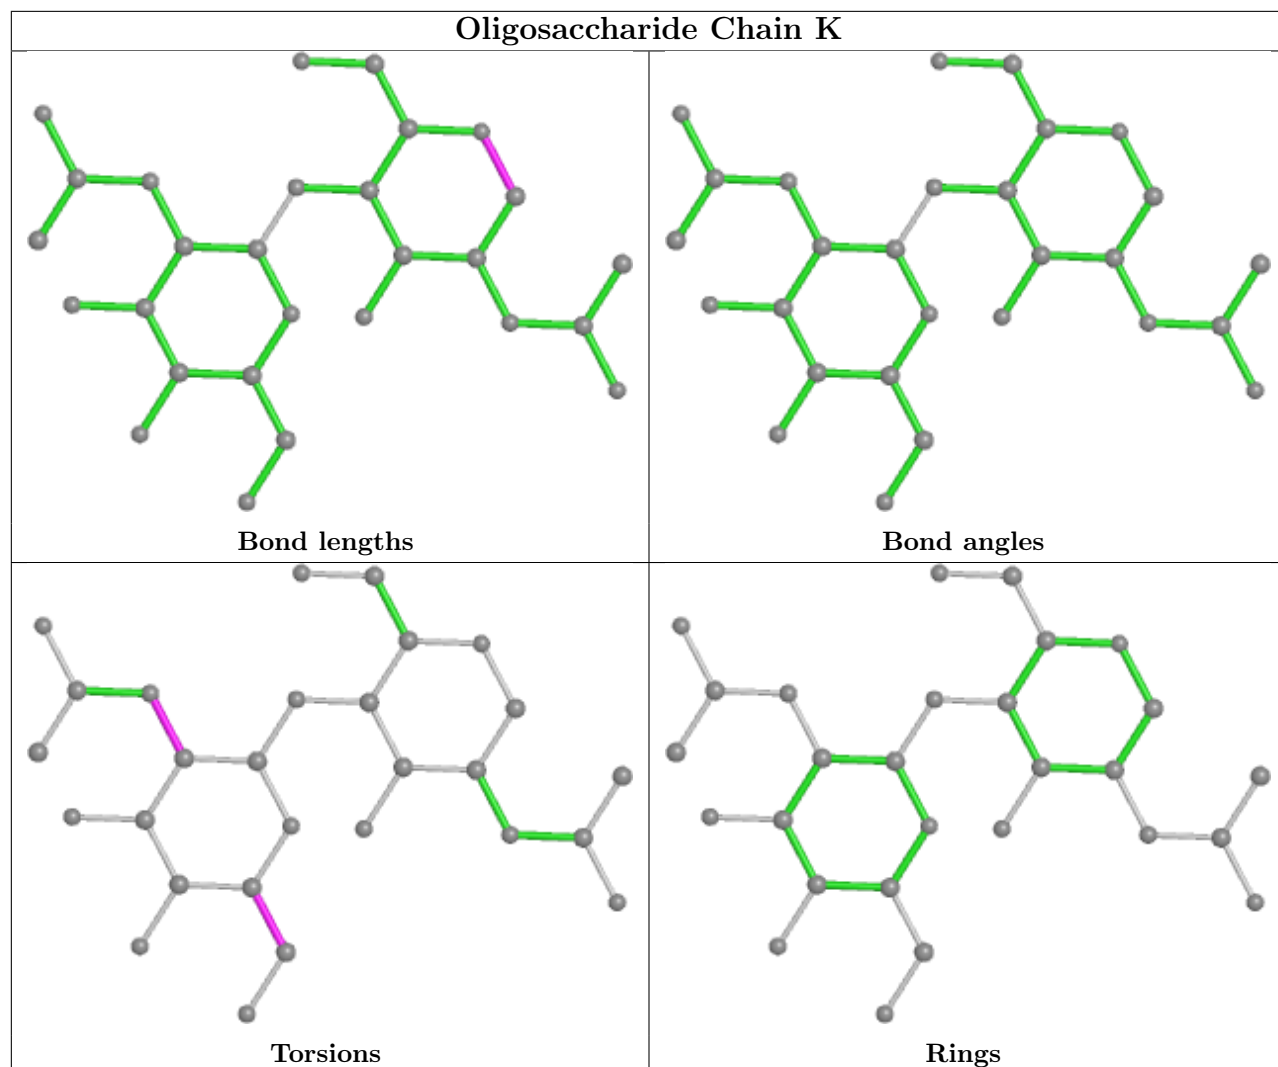 Oligosaccharide Chain K
Bond lengths
Bond angles
Torsions
Rings